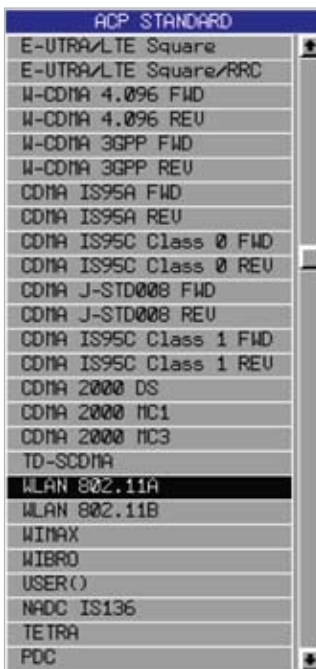 ACP STANDARD
E-UTRA/LTE Square
E-UTRA/LTE Square/RRC
W-CDMA 4.096 FWD
W-CDMA 4.096 REV
W-CDMA 3GPP FWD
W-CDMA 3GPP REV
CDMA IS95A FWD
CDMA IS95A REV
CDMA IS95C Class 0 FWD
CDMA IS95C Class 0 REV
CDMA J-STD008 FWD
CDMA J-STD008 REV
CDMA IS95C Class 1 FWD
CDMA IS95C Class 1 REV
CDMA 2000 DS
CDMA 2000 MC1
CDMA 2000 MC3
TD-SCDMA
WLAN 802.11A
WLAN 802.11B
WIMAX
WIBRO
USER()
NADC IS136
TETRA
PDC